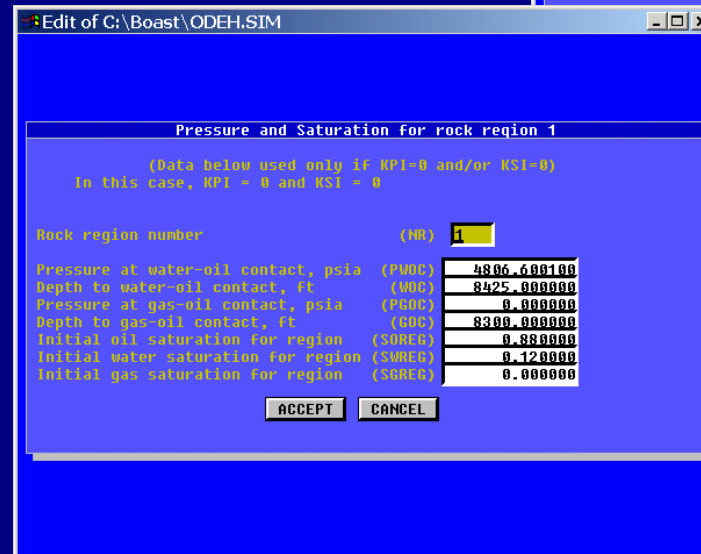 Edit of C:\Boast\ODEH.SIM
Pressure and Saturation for rock region 1
(Data below used only if KPI=0 and/or KSI=0)
In this case, KPI = 0 and KSI = 0
Rock region number (NR) 1
Pressure at water-oil contact, psia (PWOC) 4806.600100
Depth to water-oil contact, ft (WOC) 8425.000000
Pressure at gas-oil contact, psia (PGOC) 0.000000
Depth to gas-oil contact, ft (GOC) 8300.000000
Initial oil saturation for region (SOREG) 0.880000
Initial water saturation for region (SWREG) 0.120000
Initial gas saturation for region (SGREG) 0.000000
ACCEPT CANCEL